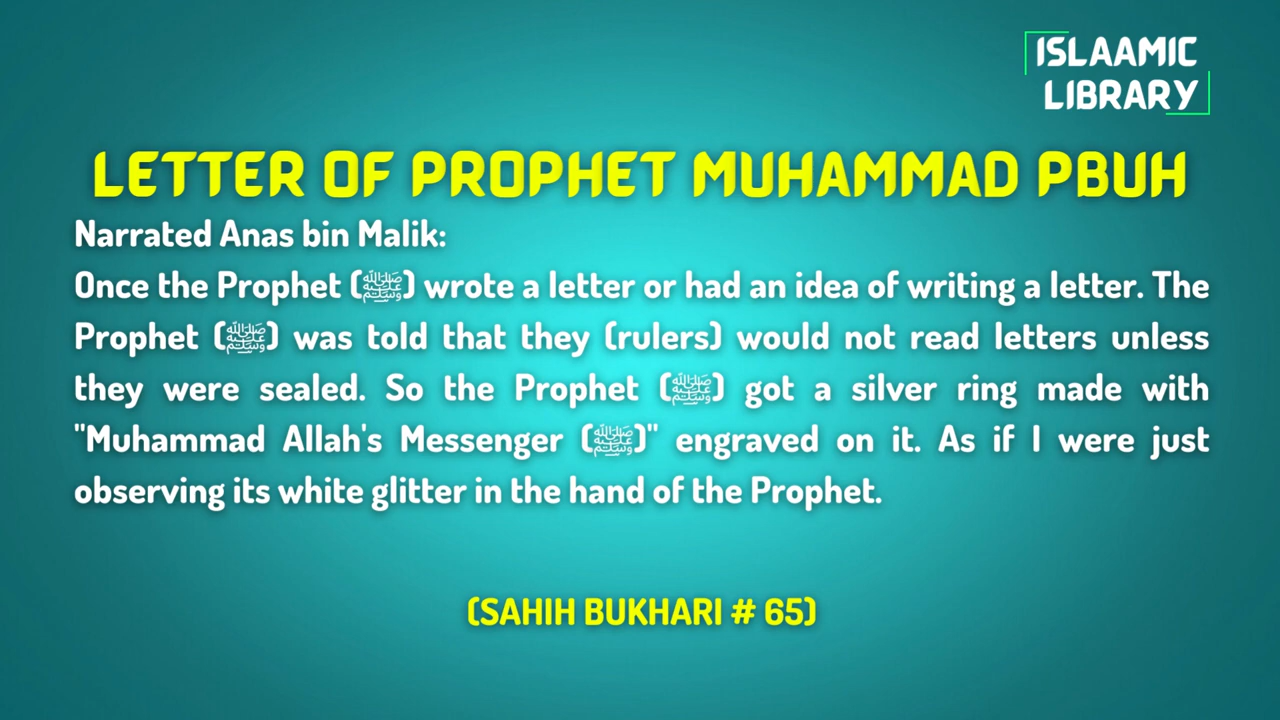 ISLAAMIC
LIBRARY
LETTER OF PROPHET MUHAMMAD PBUH
Narrated Anas bin Malik:
Once the Prophet (ﷺ) wrote a letter or had an idea of writing a letter. The
Prophet (ﷺ) was told that they (rulers) would not read letters unless
they were sealed. So the Prophet (ﷺ) got a silver ring made with
"Muhammad Allah's Messenger (ﷺ)" engraved on it. As if I were just
observing its white glitter in the hand of the Prophet.
(SAHIH BUKHARI # 65)